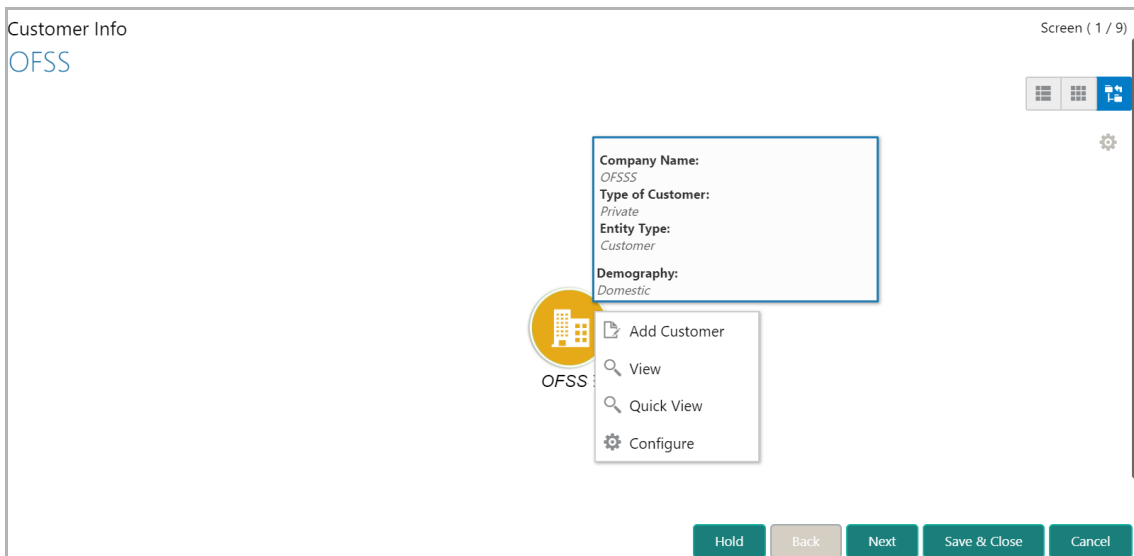 Customer Info
Screen ( 1 / 9)
OFSS
Company Name:
OFSSS
Type of Customer:
Private
Entity Type:
Customer
Demography:
Domestic
OFSS
Add Customer
View
Quick View
Configure
Hold
Back
Next
Save & Close
Cancel